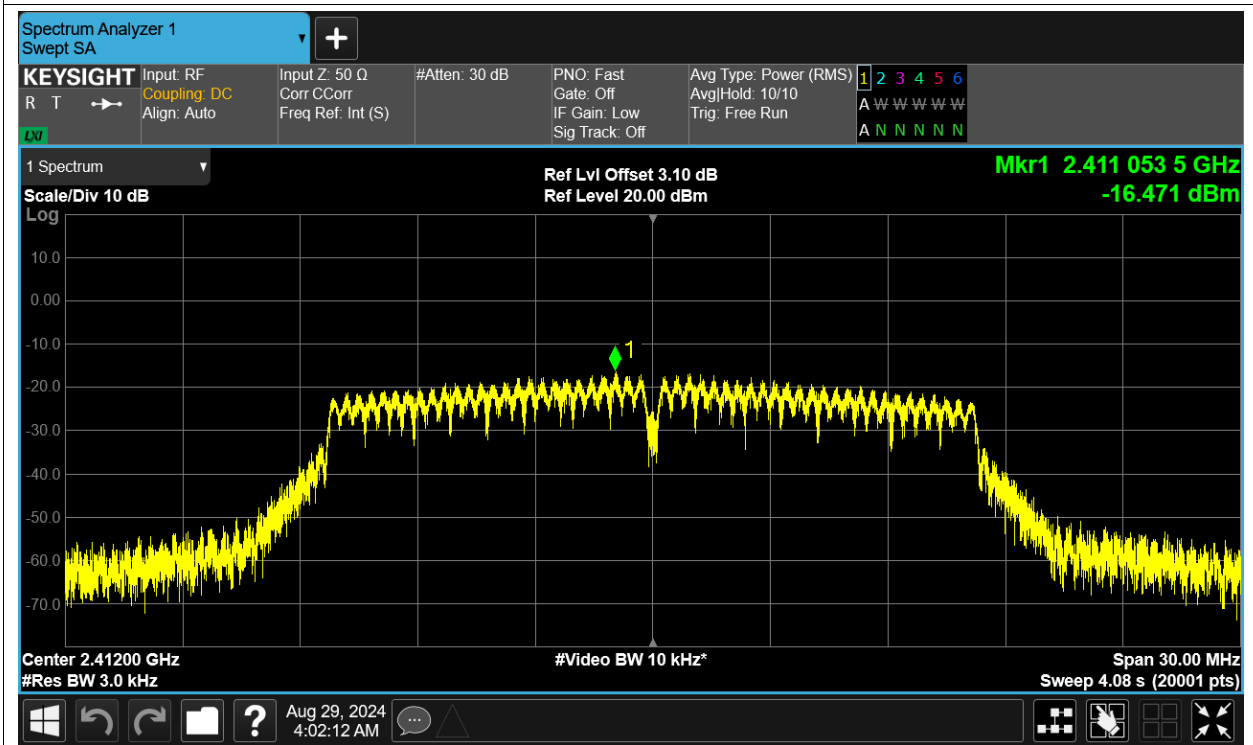 Spectrum Analyzer 1
Swept SA
KEYSIGHT
R T
LXI
Input: RF
Coupling: DC
Align: Auto
Input Z: 50 Ω
Corr CCorr
Freq Ref: Int (S)
#Atten: 30 dB
PNO: Fast
Gate: Off
IF Gain: Low
Sig Track: Off
Avg Type: Power (RMS)
Avg|Hold: 10/10
Trig: Free Run
1 2 3 4 5 6
A W W W W W
A N N N N N
1 Spectrum
Scale/Div 10 dB
Ref Lvl Offset 3.10 dB
Ref Level 20.00 dBm
Mkr1 2.411 053 5 GHz
-16.471 dBm
Log
10.0
0.00
-10.0
-20.0
-30.0
-40.0
-50.0
-60.0
-70.0
1
Center 2.41200 GHz
#Res BW 3.0 kHz
#Video BW 10 kHz*
Span 30.00 MHz
Sweep 4.08 s (20001 pts)
?
Aug 29, 2024
4:02:12 AM